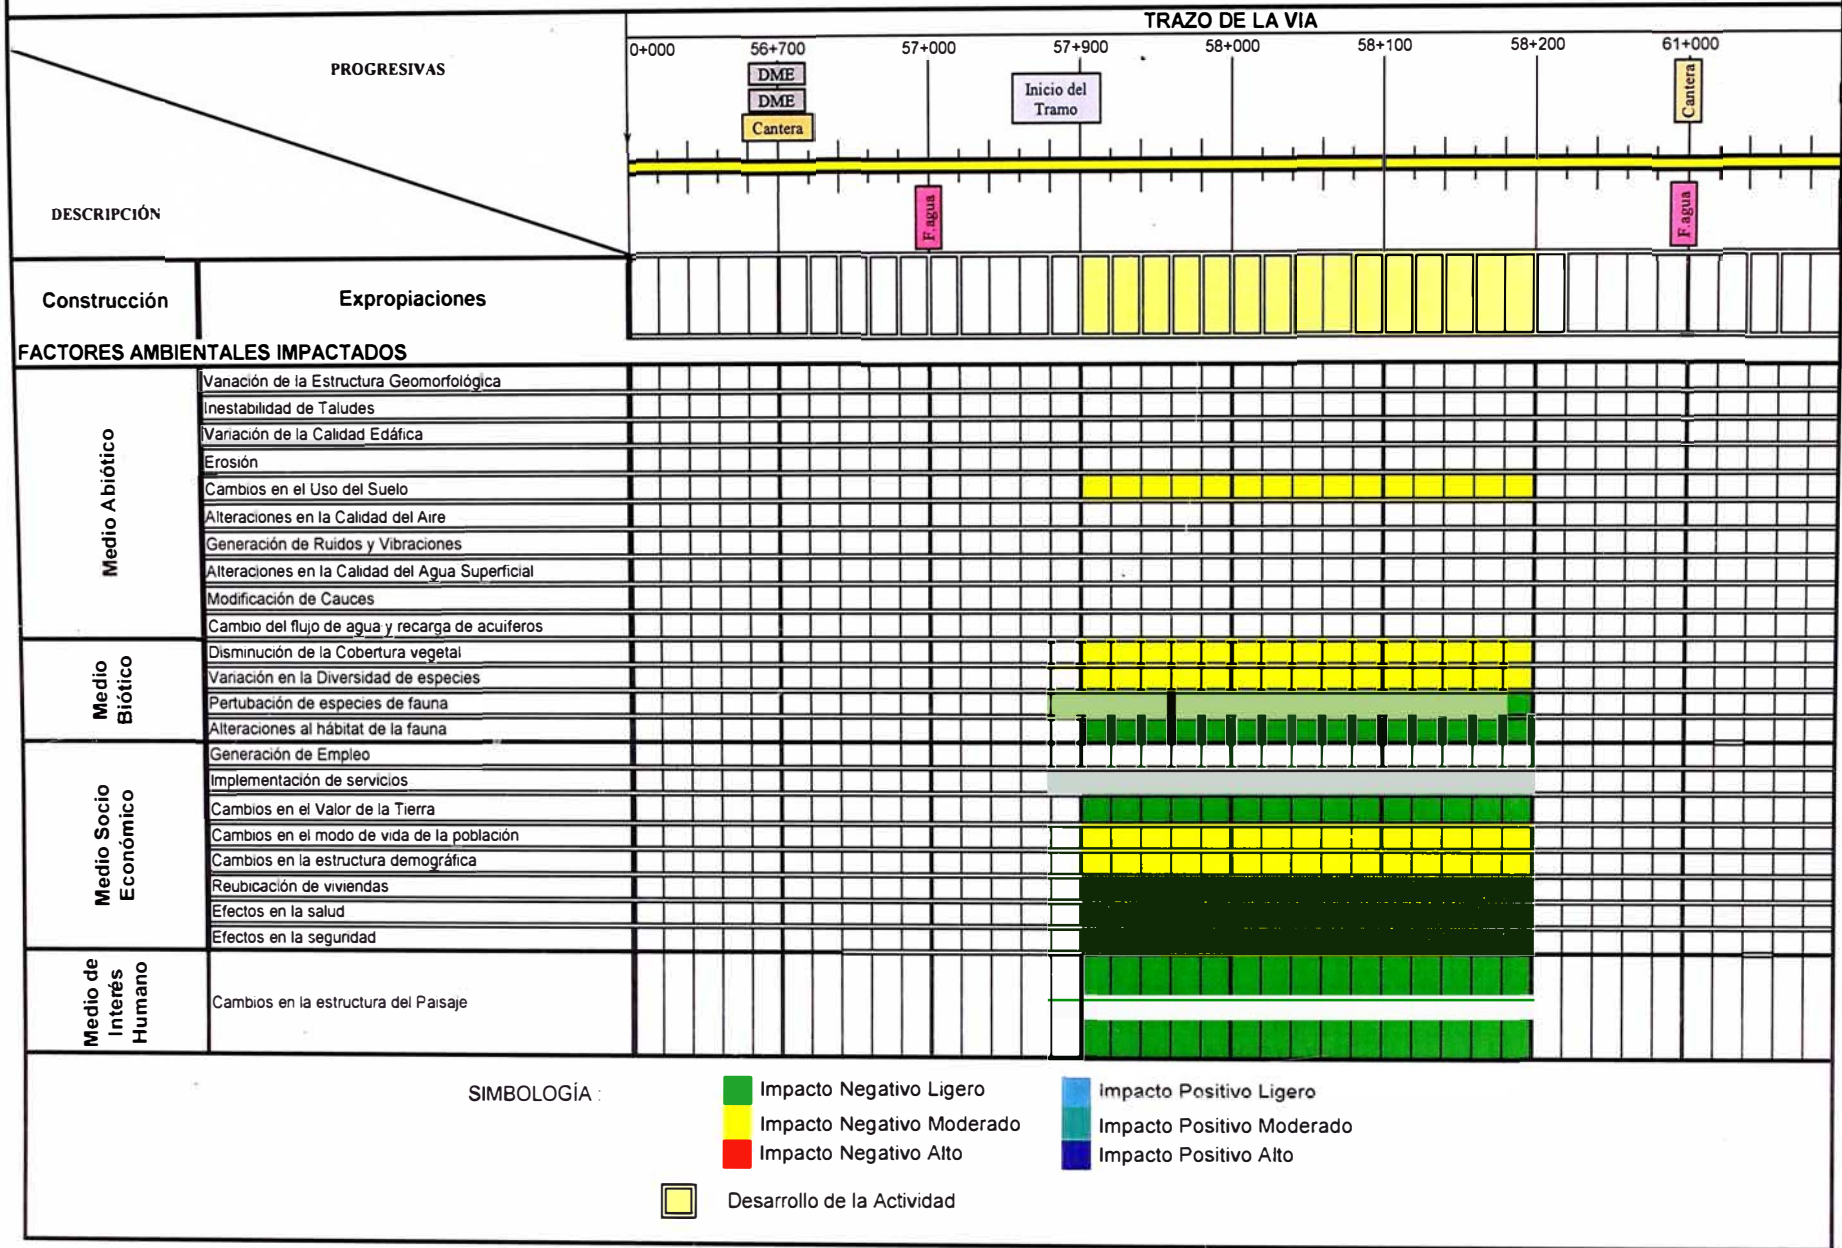 TRAZO DE LA VIA
PROGRESIVAS
0+000 56+700 57+000 57+900 58+000 58+100 58+200 61+000
DME
DME
Cantera
Inicio del
Tramo
Cantera
DESCRIPCIÓN
F.agua
F.agua
Construcción
Expropiaciones
FACTORES AMBIENTALES IMPACTADOS
Medio Abiótico
Vanación de la Estructura Geomorfológica
Inestabilidad de Taludes
Variación de la Calidad Edáfica
Erosión
Cambios en el Uso del Suelo
Alteraciones en la Calidad del Aire
Generación de Ruidos y Vibraciones
Alteraciones en la Calidad del Agua Superficial
Modificación de Cauces
Cambio del flujo de agua y recarga de acuiferos
Medio
Biótico
Disminución de la Cobertura vegetal
Variación en la Diversidad de especies
Pertubación de especies de fauna
Alteraciones al hábitat de la fauna
Medio Socio
Económico
Generación de Empleo
Implementación de servicios
Cambios en el Valor de la Tierra
Cambios en el modo de vida de la población
Cambios en la estructura demográfica
Reubicación de viviendas
Efectos en la salud
Efectos en la seguridad
Medio de
Interés
Humano
Cambios en la estructura del Paisaje
SIMBOLOGÍA :
Impacto Negativo Ligero
Impacto Negativo Moderado
Impacto Negativo Alto
Impacto Positivo Ligero
Impacto Positivo Moderado
Impacto Positivo Alto
Desarrollo de la Actividad